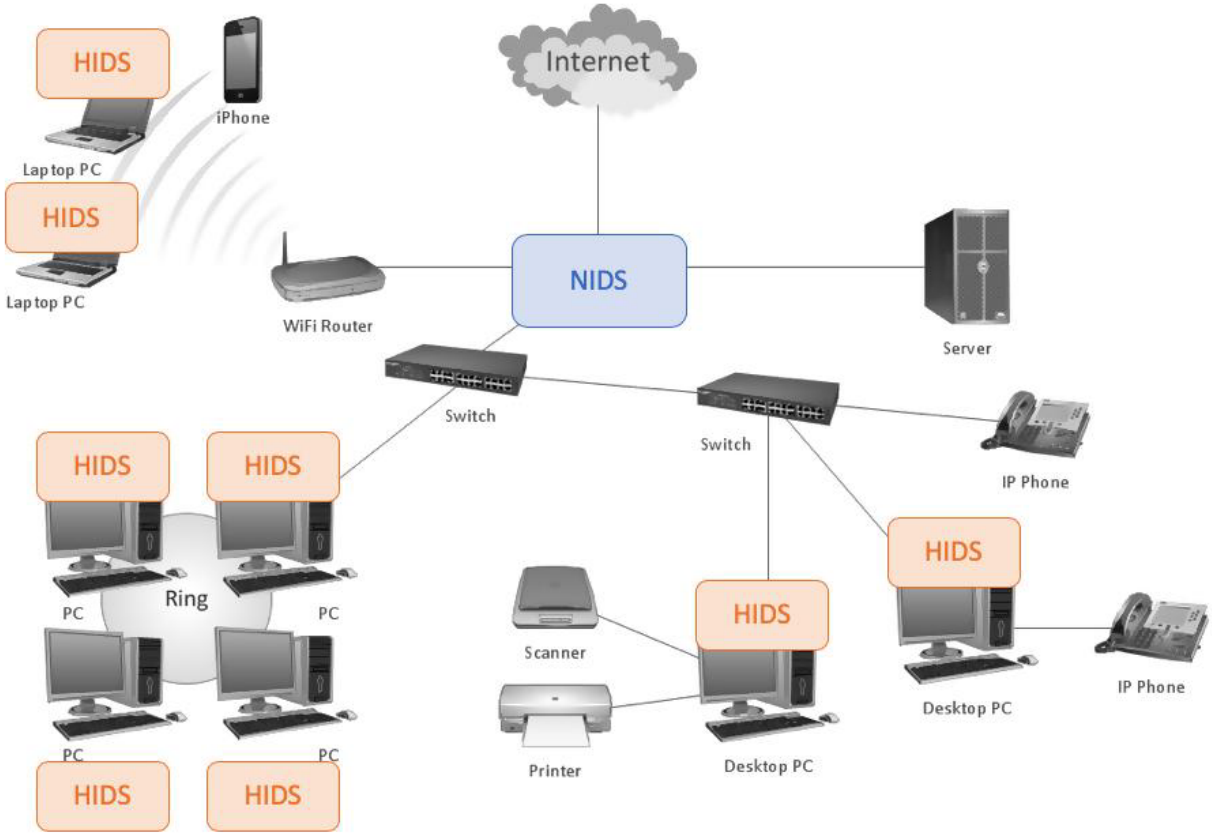 HIDS
iPhone
Laptop PC
HIDS
Laptop PC
Internet
WiFi Router
NIDS
Server
Switch
Switch
IP Phone
HIDS
HIDS
PC
Ring
PC
PC
PC
HIDS
HIDS
Scanner
Printer
HIDS
Desktop PC
HIDS
Desktop PC
IP Phone